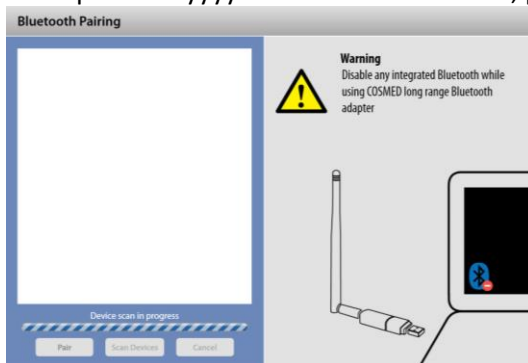 Bluetooth Pairing
Warning
Disable any integrated Bluetooth while
using COSMED long range Bluetooth
adapter
Device scan in progress
Pair
Scan Devices
Cancel